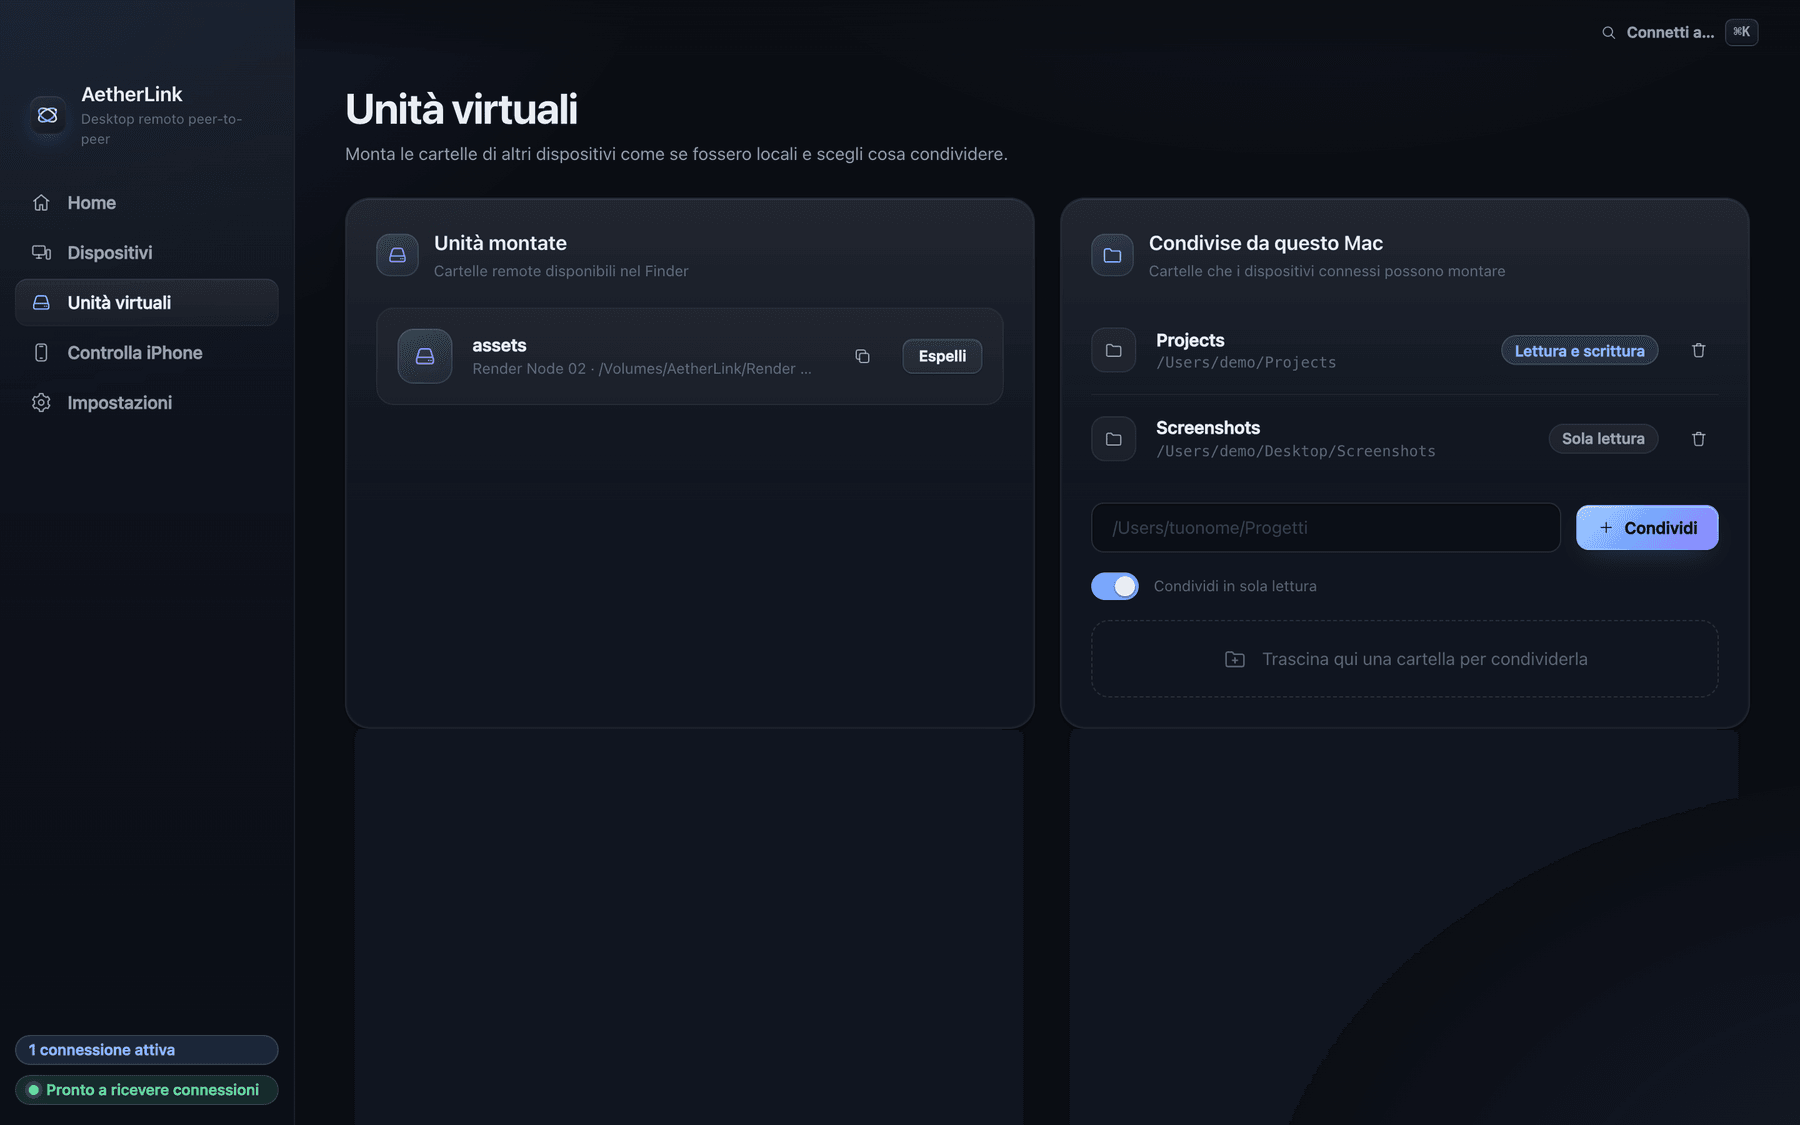 Connetti a... ⌘K
AetherLink
Desktop remoto peer-to-
peer
Home
Dispositivi
Unità virtuali
Controlla iPhone
Impostazioni
1 connessione attiva
Pronto a ricevere connessioni
Unità virtuali
Monta le cartelle di altri dispositivi come se fossero locali e scegli cosa condividere.
Unità montate
Cartelle remote disponibili nel Finder
assets
Render Node 02 · /Volumes/AetherLink/Render ...
Espelli
Condivise da questo Mac
Cartelle che i dispositivi connessi possono montare
Projects
/Users/demo/Projects
Lettura e scrittura
Screenshots
/Users/demo/Desktop/Screenshots
Sola lettura
/Users/tuonome/Progetti
+ Condividi
Condividi in sola lettura
Trascina qui una cartella per condividerla